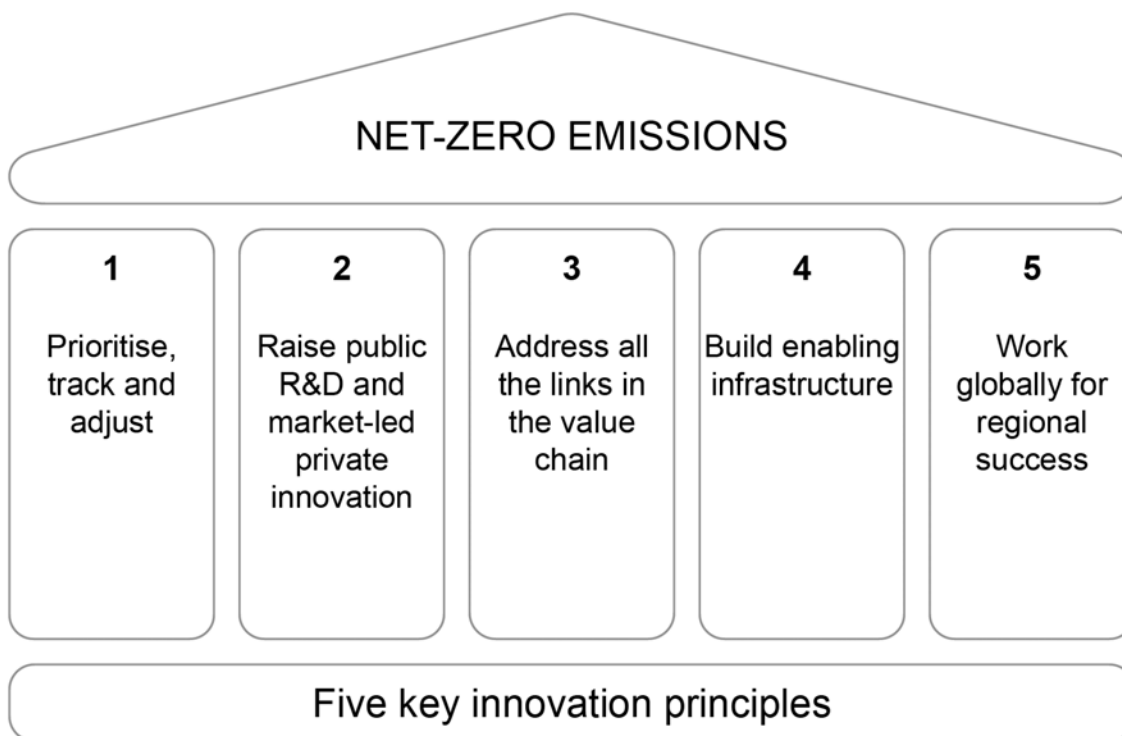 NET-ZERO EMISSIONS
1
Prioritise,
track and
adjust
2
Raise public
R&D and
market-led
private
innovation
3
Address all
the links in
the value
chain
4
Build enabling
infrastructure
5
Work
globally for
regional
success
Five key innovation principles